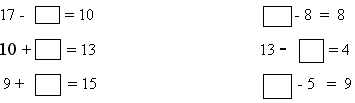 17 - □ = 10
□ - 8 = 8
10 + □ = 13
13 - □ = 4
9 + □ = 15
□ - 5 = 9